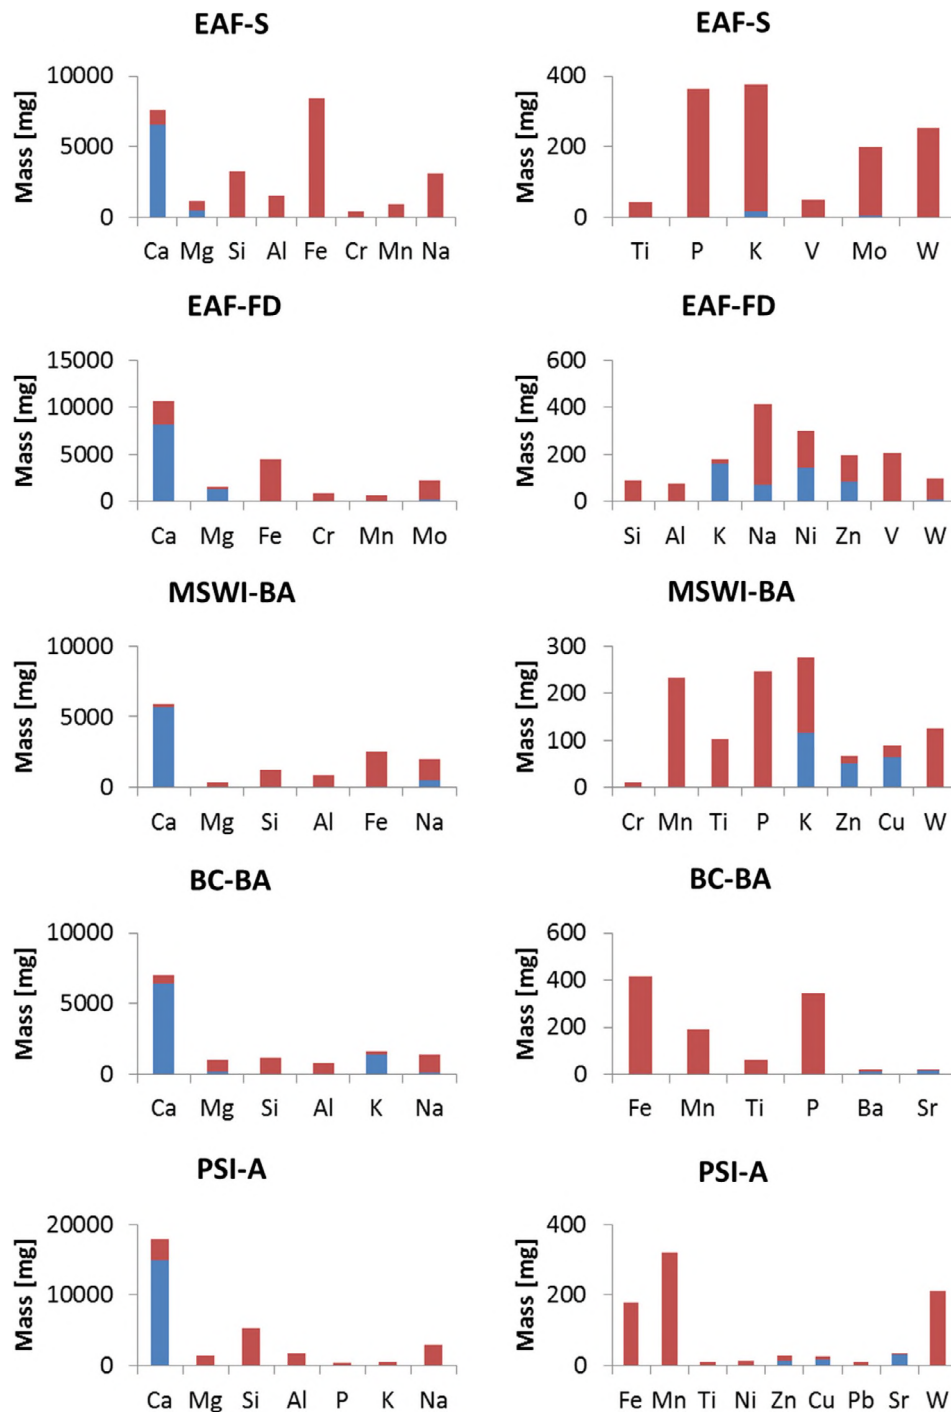 EAF-S
Mass [mg]
10000
5000
0
Ca Mg Si Al Fe Cr Mn Na
EAF-S
Mass [mg]
400
200
0
Ti P K V Mo W
EAF-FD
Mass [mg]
15000
10000
5000
0
Ca Mg Fe Cr Mn Mo
EAF-FD
Mass [mg]
600
400
200
0
Si Al K Na Ni Zn V W
MSWI-BA
Mass [mg]
10000
5000
0
Ca Mg Si Al Fe Na
MSWI-BA
Mass [mg]
300
200
100
0
Cr Mn Ti P K Zn Cu W
BC-BA
Mass [mg]
10000
5000
0
Ca Mg Si Al K Na
BC-BA
Mass [mg]
600
400
200
0
Fe Mn Ti P Ba Sr
PSI-A
Mass [mg]
20000
10000
0
Ca Mg Si Al P K Na
PSI-A
Mass [mg]
400
200
0
Fe Mn Ti Ni Zn Cu Pb Sr W